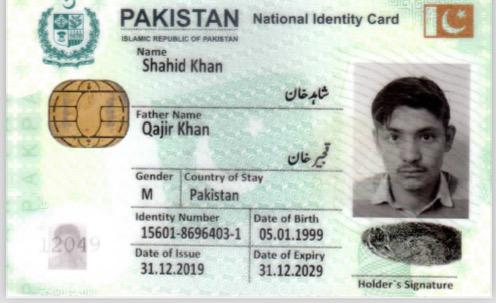 PAKISTAN National Identity Card
ISLAMIC REPUBLIC OF PAKISTAN
Name
Shahid Khan
شاہد خان
Father Name
Qajir Khan
قجیر خان
Gender Country of Stay
M Pakistan
Identity Number Date of Birth
15601-8696403-1 05.01.1999
12049
Date of Issue Date of Expiry
31.12.2019 31.12.2029
Holder's Signature